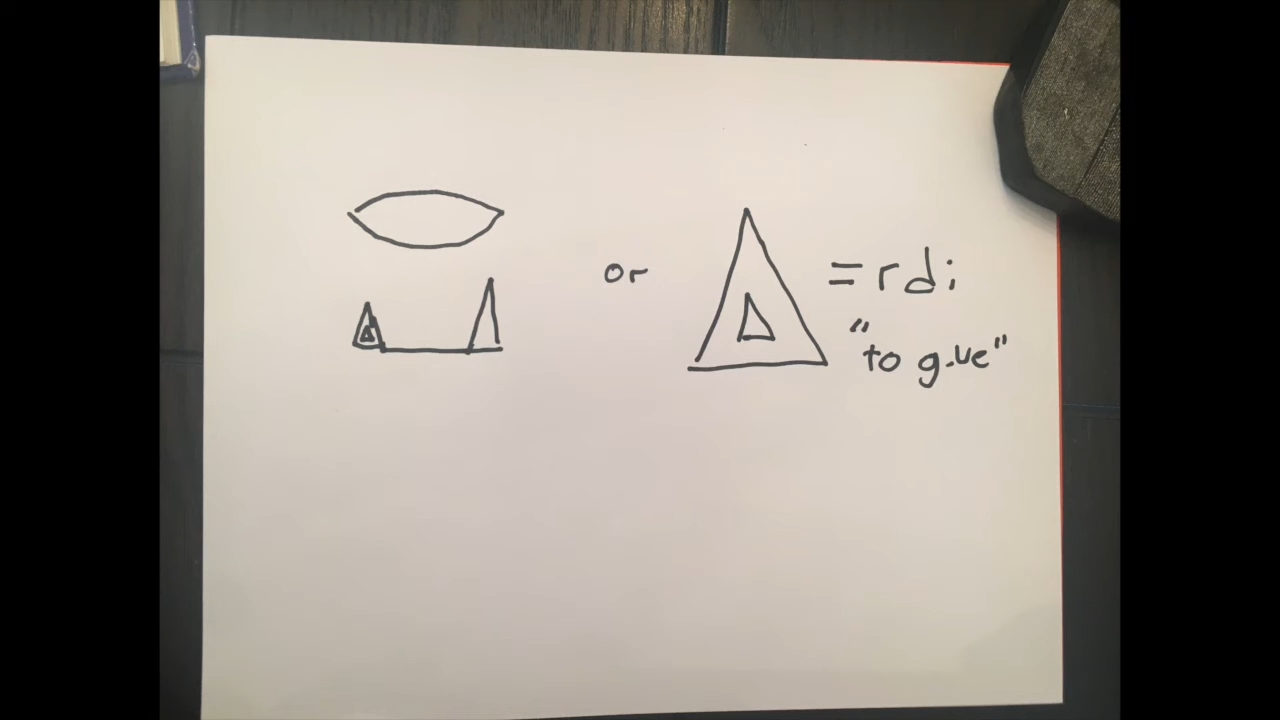 𓂋
𓂞 or 𓏙 = rdi
"to give"